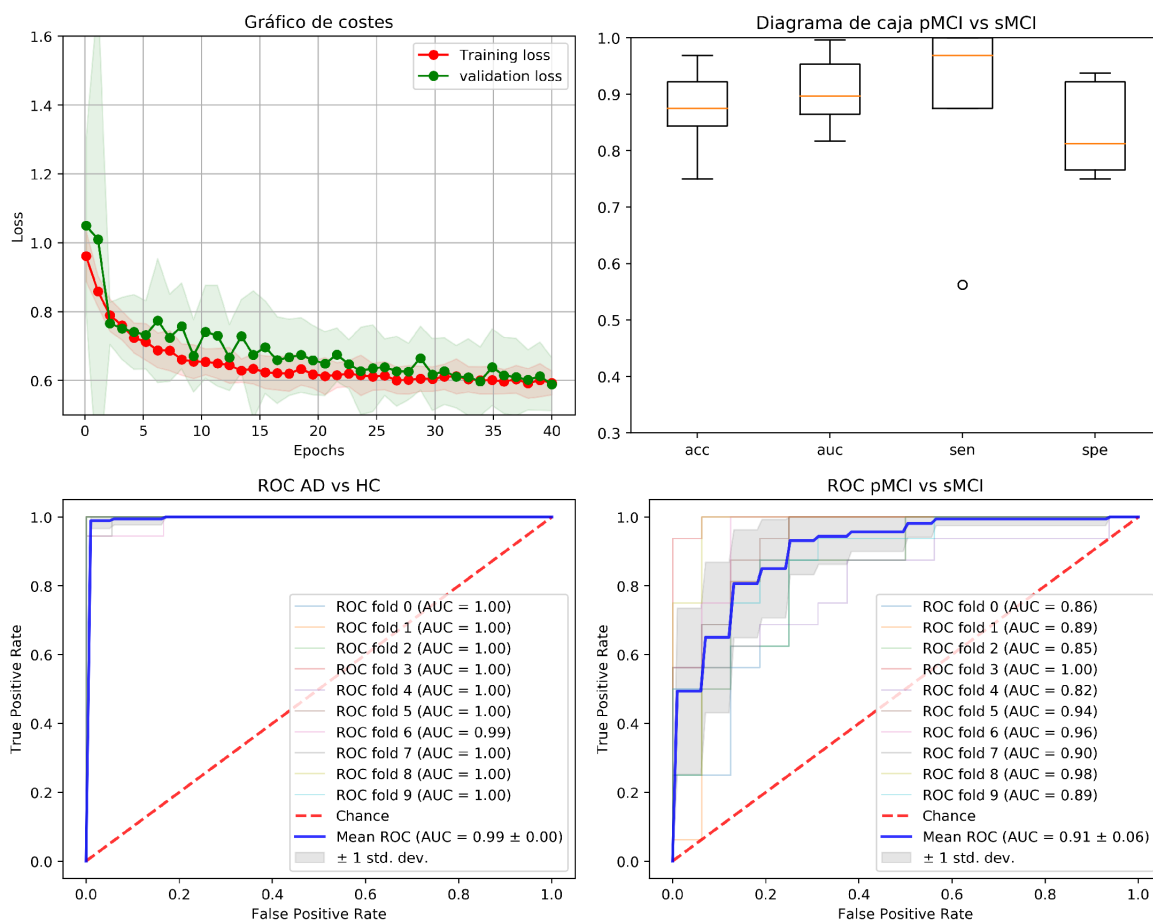 Gráfico de costes
1.6
1.4
1.2
1.0
0.8
0.6
Loss
0 5 10 15 20 25 30 35 40
Epochs
Training loss
validation loss
Diagrama de caja pMCI vs sMCI
1.0
0.9
0.8
0.7
0.6
0.5
0.4
0.3
acc auc sen spe
ROC AD vs HC
1.0
0.8
0.6
0.4
0.2
0.0
True Positive Rate
0.0 0.2 0.4 0.6 0.8 1.0
False Positive Rate
ROC fold 0 (AUC = 1.00)
ROC fold 1 (AUC = 1.00)
ROC fold 2 (AUC = 1.00)
ROC fold 3 (AUC = 1.00)
ROC fold 4 (AUC = 1.00)
ROC fold 5 (AUC = 1.00)
ROC fold 6 (AUC = 0.99)
ROC fold 7 (AUC = 1.00)
ROC fold 8 (AUC = 1.00)
ROC fold 9 (AUC = 1.00)
Chance
Mean ROC (AUC = 0.99 ± 0.00)
± 1 std. dev.
ROC pMCI vs sMCI
1.0
0.8
0.6
0.4
0.2
0.0
True Positive Rate
0.0 0.2 0.4 0.6 0.8 1.0
False Positive Rate
ROC fold 0 (AUC = 0.86)
ROC fold 1 (AUC = 0.89)
ROC fold 2 (AUC = 0.85)
ROC fold 3 (AUC = 1.00)
ROC fold 4 (AUC = 0.82)
ROC fold 5 (AUC = 0.94)
ROC fold 6 (AUC = 0.96)
ROC fold 7 (AUC = 0.90)
ROC fold 8 (AUC = 0.98)
ROC fold 9 (AUC = 0.89)
Chance
Mean ROC (AUC = 0.91 ± 0.06)
± 1 std. dev.